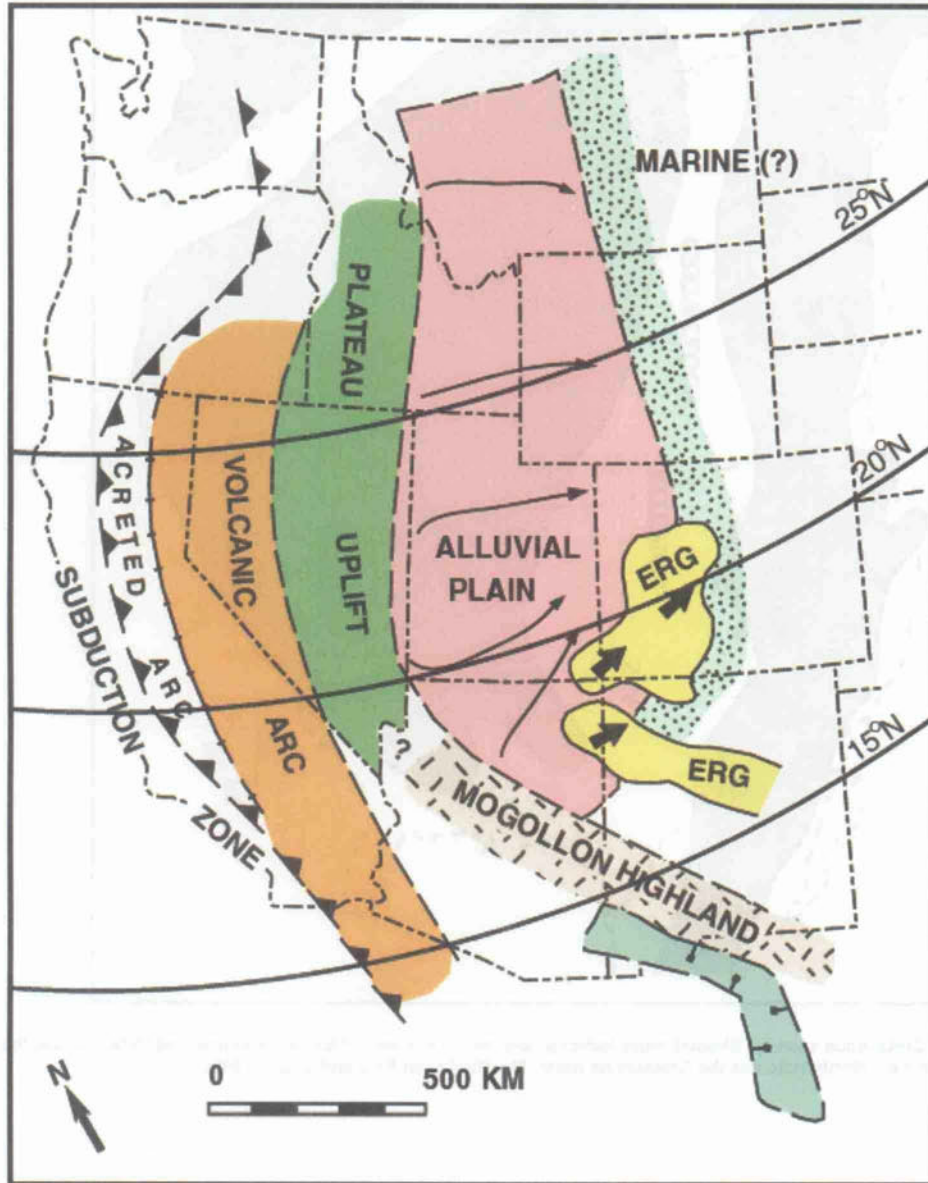 MARINE (?)
25°N
PLATEAU
UPLIFT
VOLCANIC
ARC
ACRETED
ARC
SUBDUCTION
ZONE
ALLUVIAL
PLAIN
ERG
20°N
ERG
15°N
?
MOGOLLON HIGHLAND
0 500 KM
N